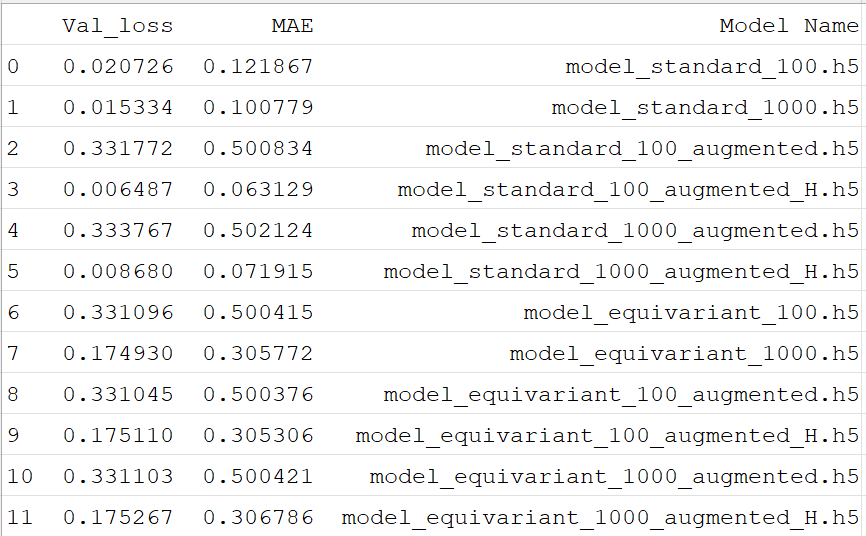 Val_loss MAE Model Name
0 0.020726 0.121867 model_standard_100.h5
1 0.015334 0.100779 model_standard_1000.h5
2 0.331772 0.500834 model_standard_100_augmented.h5
3 0.006487 0.063129 model_standard_100_augmented_H.h5
4 0.333767 0.502124 model_standard_1000_augmented.h5
5 0.008680 0.071915 model_standard_1000_augmented_H.h5
6 0.331096 0.500415 model_equivariant_100.h5
7 0.174930 0.305772 model_equivariant_1000.h5
8 0.331045 0.500376 model_equivariant_100_augmented.h5
9 0.175110 0.305306 model_equivariant_100_augmented_H.h5
10 0.331103 0.500421 model_equivariant_1000_augmented.h5
11 0.175267 0.306786 model_equivariant_1000_augmented_H.h5